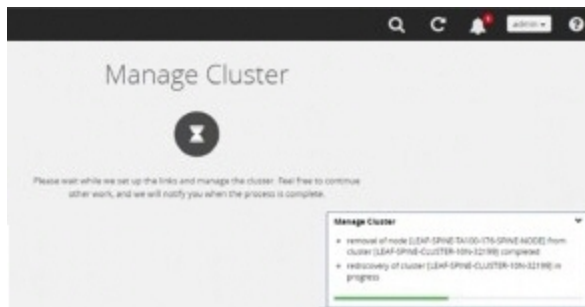 admin
Manage Cluster
Please wait while we set up the links and manage the cluster. Feel free to continue
other work, and we will notify you when the process is complete.
Manage Cluster
removal of node [LEAF-SPINE-TA100-176-SPINE-NODE] from
cluster [LEAF-SPINE-CLUSTER-10N-32199] completed
rediscovery of cluster [LEAF-SPINE-CLUSTER-10N-32199] in
progress